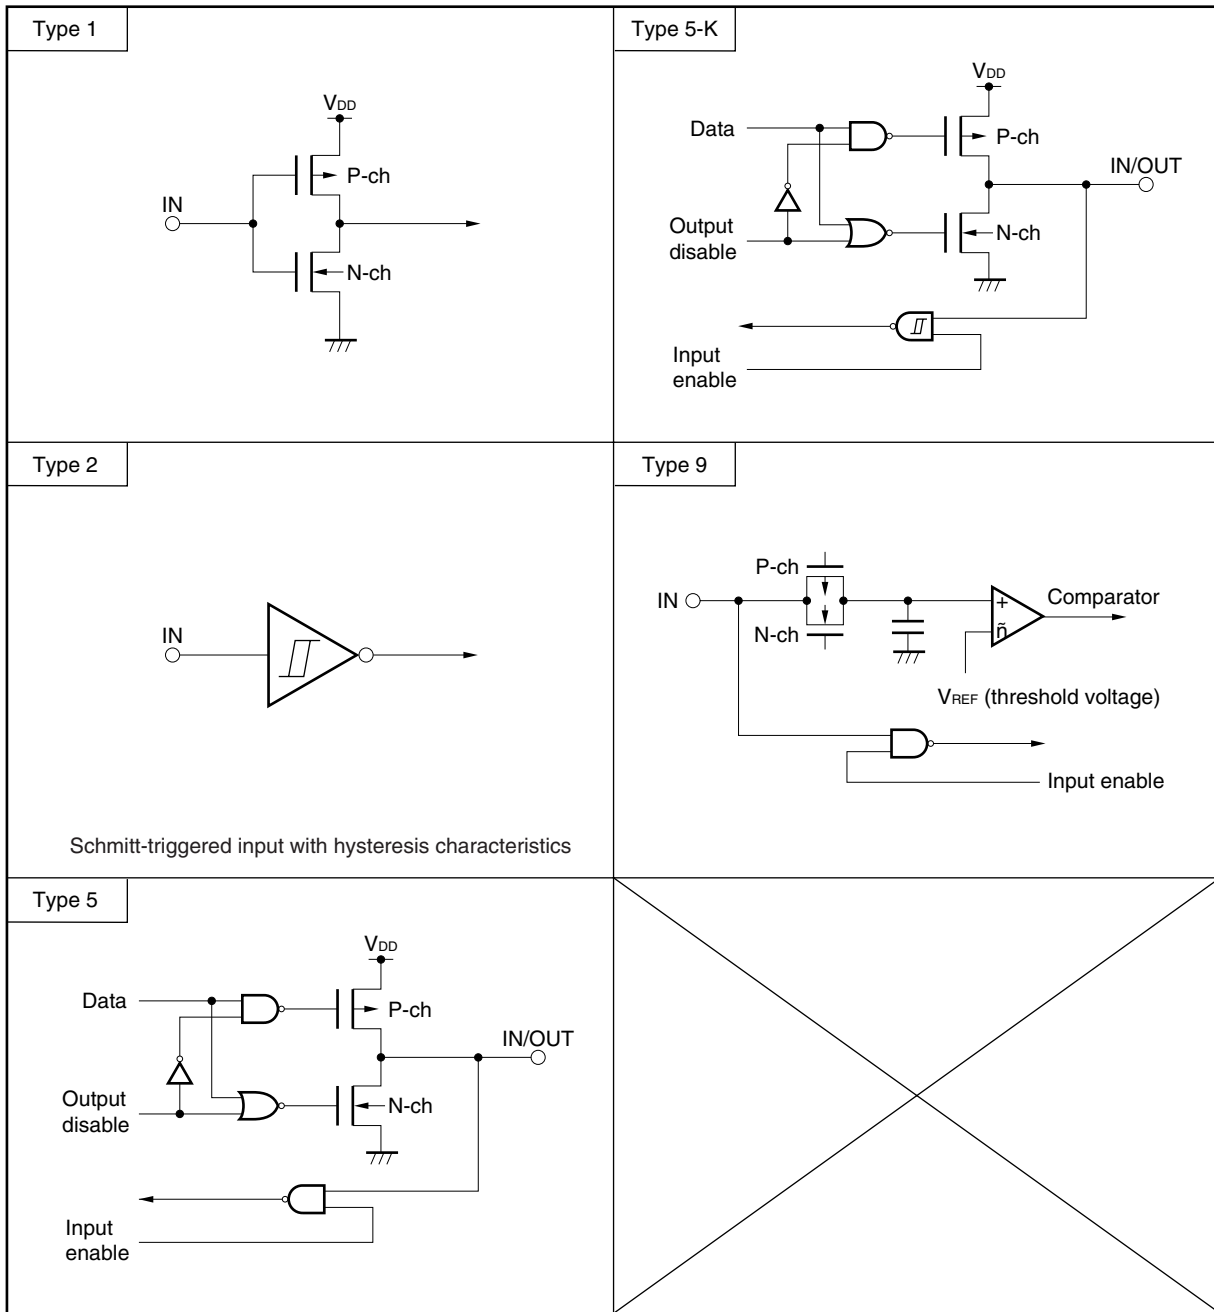 Type 1
VDD
P-ch
IN
N-ch
Type 5-K
VDD
Data
P-ch
IN/OUT
Output
disable
N-ch
Input
enable
Type 2
IN
Schmitt-triggered input with hysteresis characteristics
Type 9
P-ch
IN
N-ch
+
ñ
Comparator
VREF (threshold voltage)
Input enable
Type 5
VDD
Data
P-ch
IN/OUT
Output
disable
N-ch
Input
enable